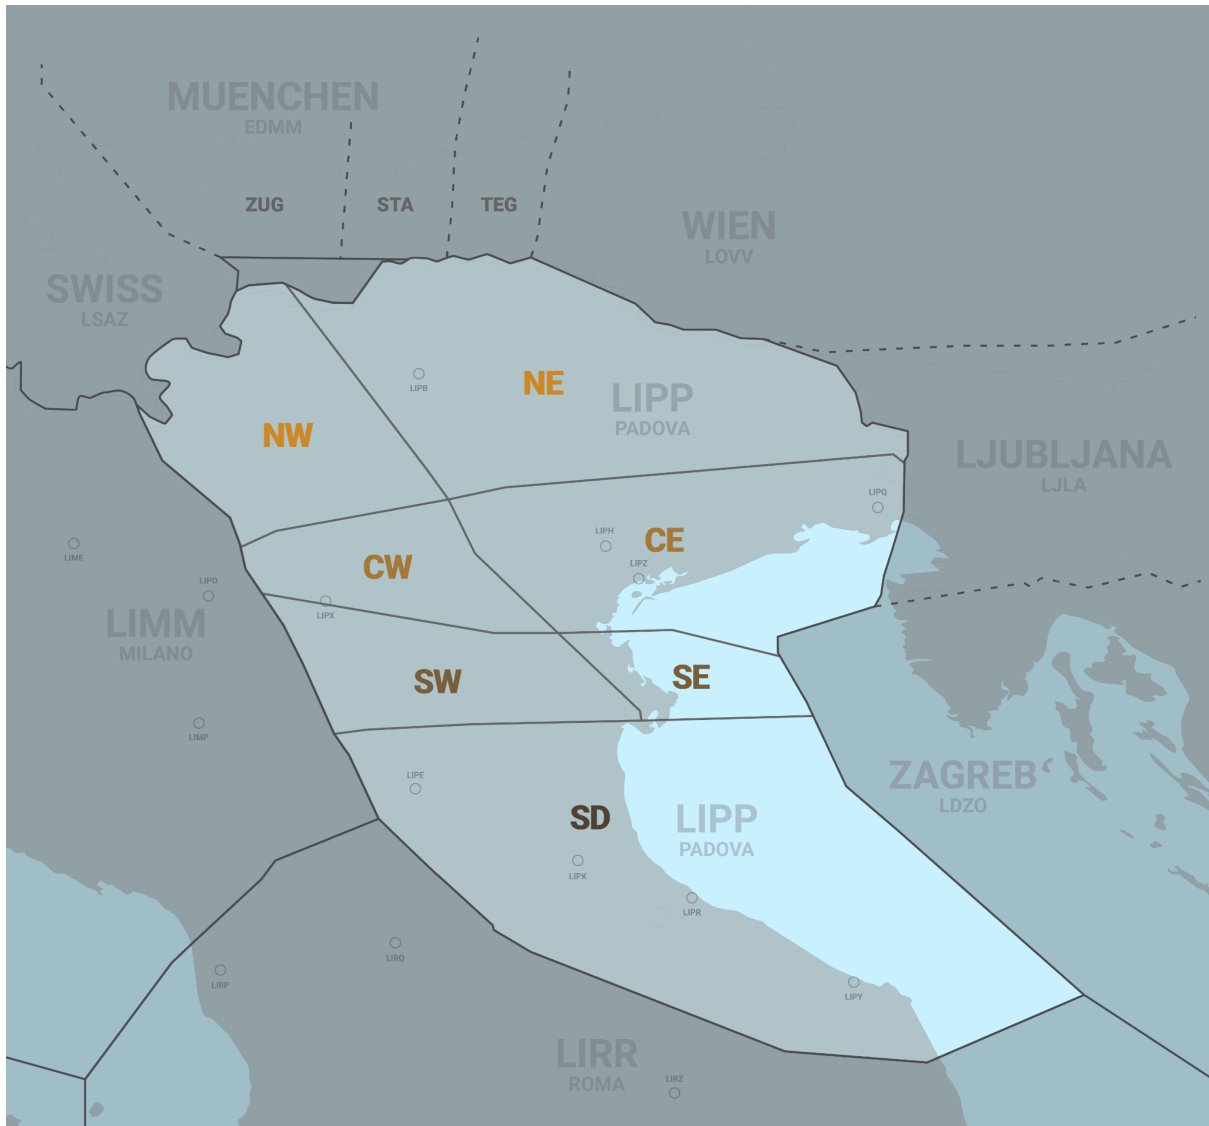 MUENCHEN
EDMM
ZUG
STA
TEG
WIEN
LOVV
SWISS
LSAZ
LIPB
NE
LIPP
PADOVA
NW
LJUBLJANA
LJLA
LIPQ
LIPH
CE
LIME
LIPZ
CW
LIPO
LIPX
LIMM
MILANO
SW
SE
LIMP
LIPE
ZAGREB
LDZO
SD
LIPP
PADOVA
LIPK
LIPR
LIRQ
LIRP
LIPY
LIRR
ROMA
LIRZ